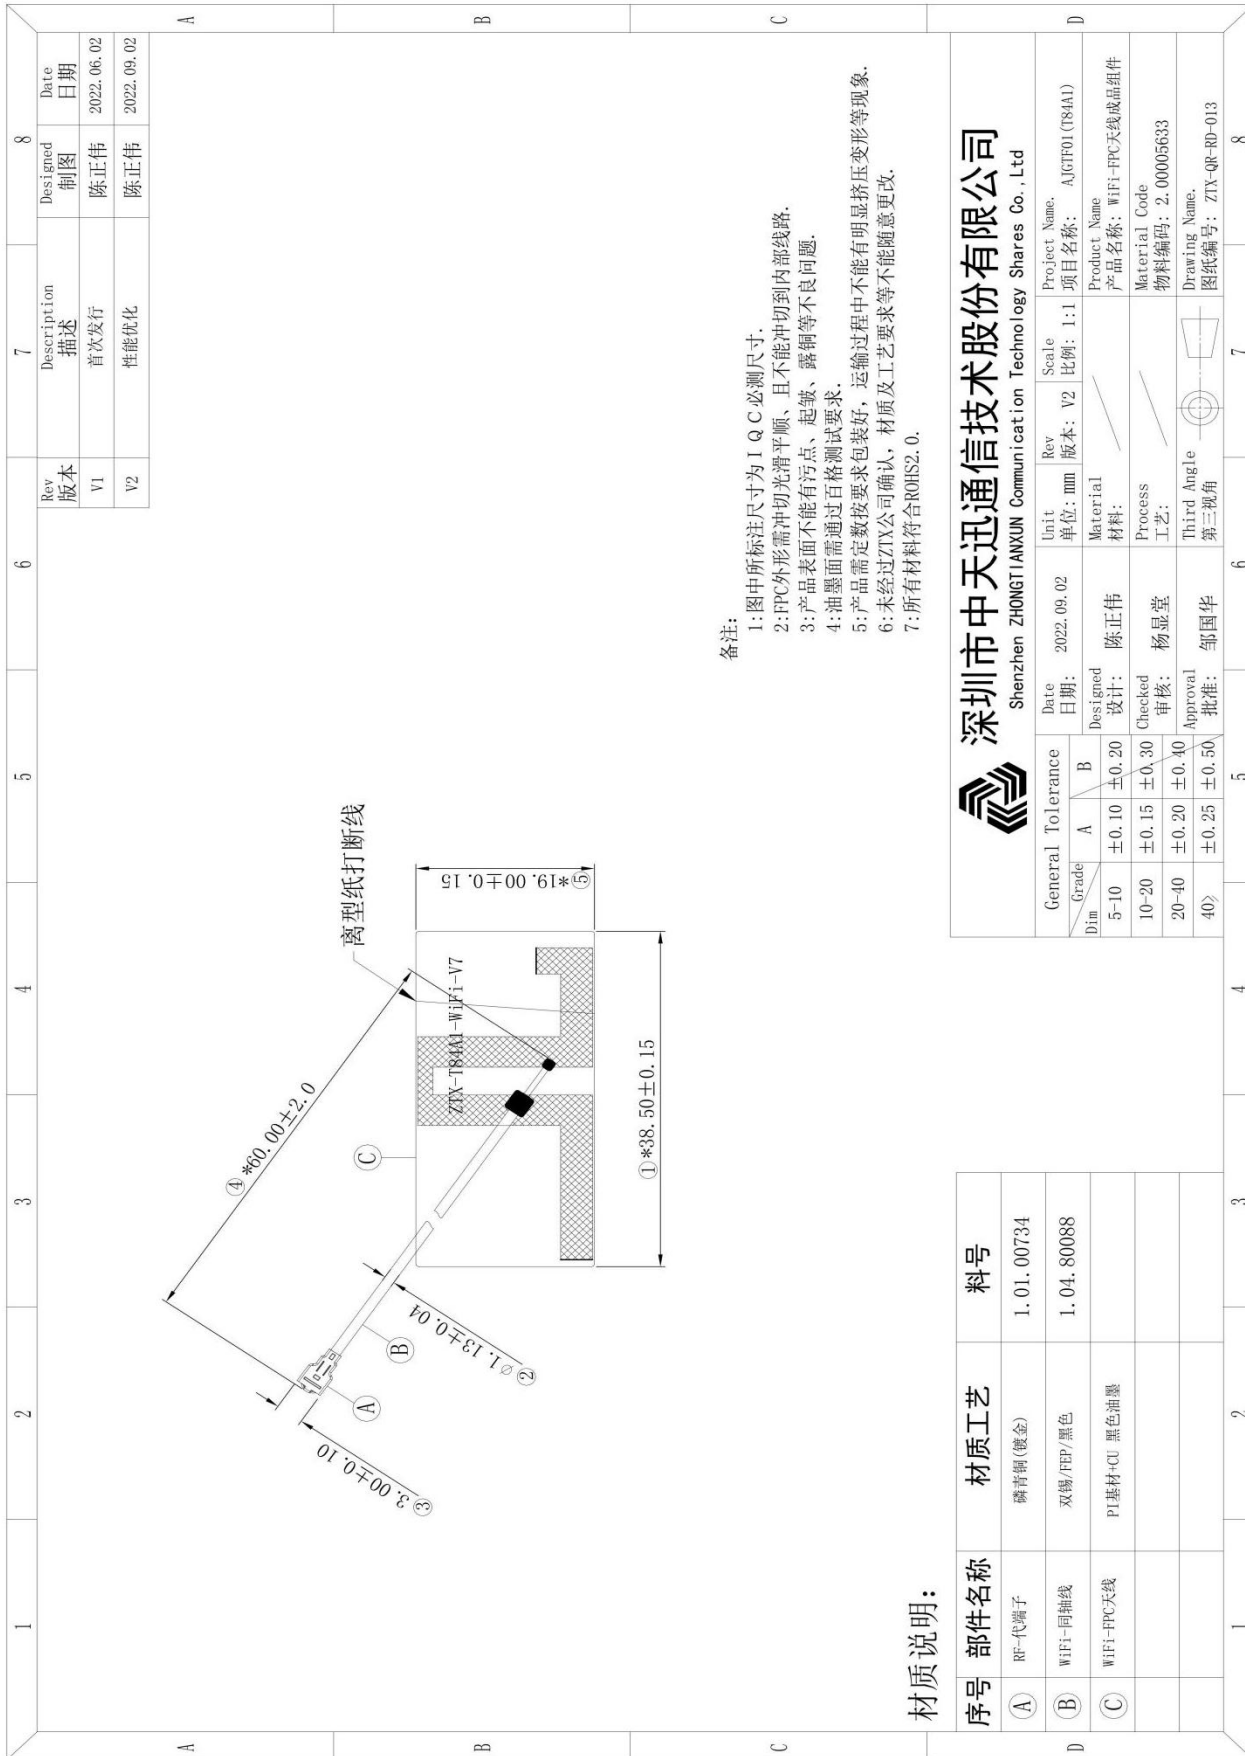 1 2 3 4 5 6 7 8
A
B
C
D
Rev 版本 Description 描述 Designed 制图 Date 日期
V1 首次发行 陈正伟 2022.06.02
V2 性能优化 陈正伟 2022.09.02
④ *60.00±2.0
离型纸打断线
ZTX-T84A1-WiFi-V7
⑤*19.00±0.15
①*38.50±0.15
②⌀1.13±0.04
③3.00±0.10
A
B
C
备注:
1:图中所标注尺寸为IQC必测尺寸.
2:FPC外形需冲切光滑平顺、且不能冲切到内部线路.
3:产品表面不能有污点、起皱、露铜等不良问题.
4:油墨面需通过百格测试要求.
5:产品需定数按要求包装好，运输过程中不能有明显挤压变形等现象.
6:未经过ZTX公司确认，材质及工艺要求等不能随意更改.
7:所有材料符合ROHS2.0.
材质说明:
序号 部件名称 材质工艺 料号
A RF-代端子 磷青铜(镀金) 1.01.00734
B WiFi-同轴线 双锡/FEP/黑色 1.04.80088
C WiFi-FPC天线 PI基材+CU 黑色油墨
深圳市中天迅通信技术股份有限公司
Shenzhen ZHONGTIANXUN Communication Technology Shares Co.,Ltd
General Tolerance
Dim Grade A B
5-10 ±0.10 ±0.20
10-20 ±0.15 ±0.30
20-40 ±0.20 ±0.40
40> ±0.25 ±0.50
Date 日期: 2022.09.02
Designed 设计: 陈正伟
Checked 审核: 杨显堂
Approval 批准: 邹国华
Unit 单位: mm
Rev 版本: V2
Scale 比例: 1:1
Material 材料:
Process 工艺:
Third Angle 第三视角
Project Name. 项目名称: AJGTF01(T84A1)
Product Name 产品名称: WiFi-FPC天线成品组件
Material Code 物料编码: 2.00005633
Drawing Name. 图纸编号: ZTX-QR-RD-013
A
B
C
D
1 2 3 4 5 6 7 8